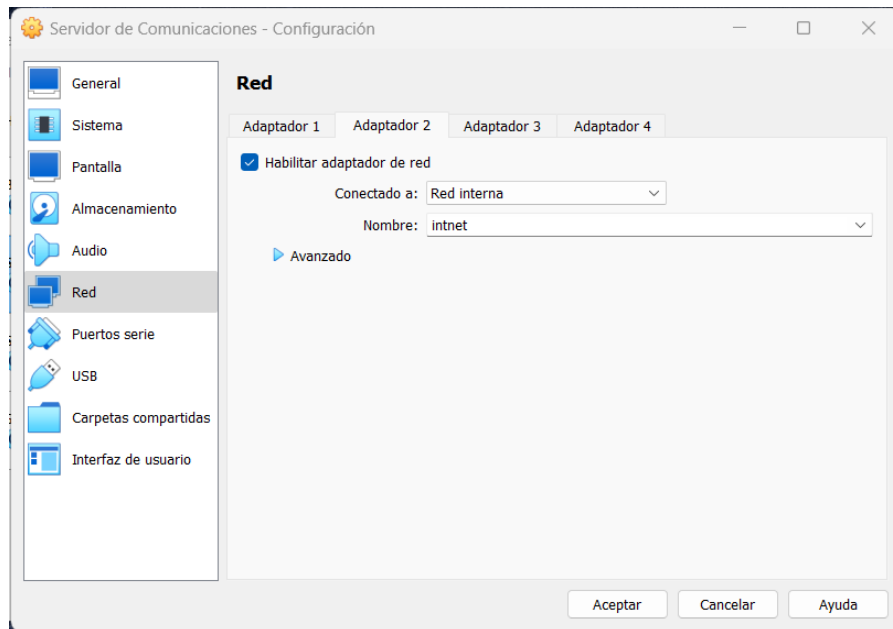 Servidor de Comunicaciones - Configuración
General
Sistema
Pantalla
Almacenamiento
Audio
Red
Puertos serie
USB
Carpetas compartidas
Interfaz de usuario
Red
Adaptador 1 Adaptador 2 Adaptador 3 Adaptador 4
Habilitar adaptador de red
Conectado a: Red interna
Nombre: intnet
Avanzado
Aceptar Cancelar Ayuda